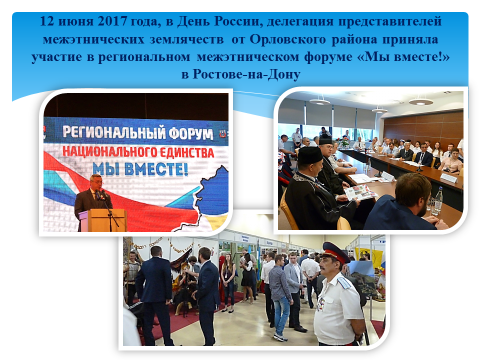 12 июня 2017 года, в День России, делегация представителей
межэтнических землячеств от Орловского района приняла
участие в региональном межэтническом форуме «Мы вместе!»
в Ростове-на-Дону
РЕГИОНАЛЬНЫЙ ФОРУМ
НАЦИОНАЛЬНОГО ЕДИНСТВА
МЫ ВМЕСТЕ!